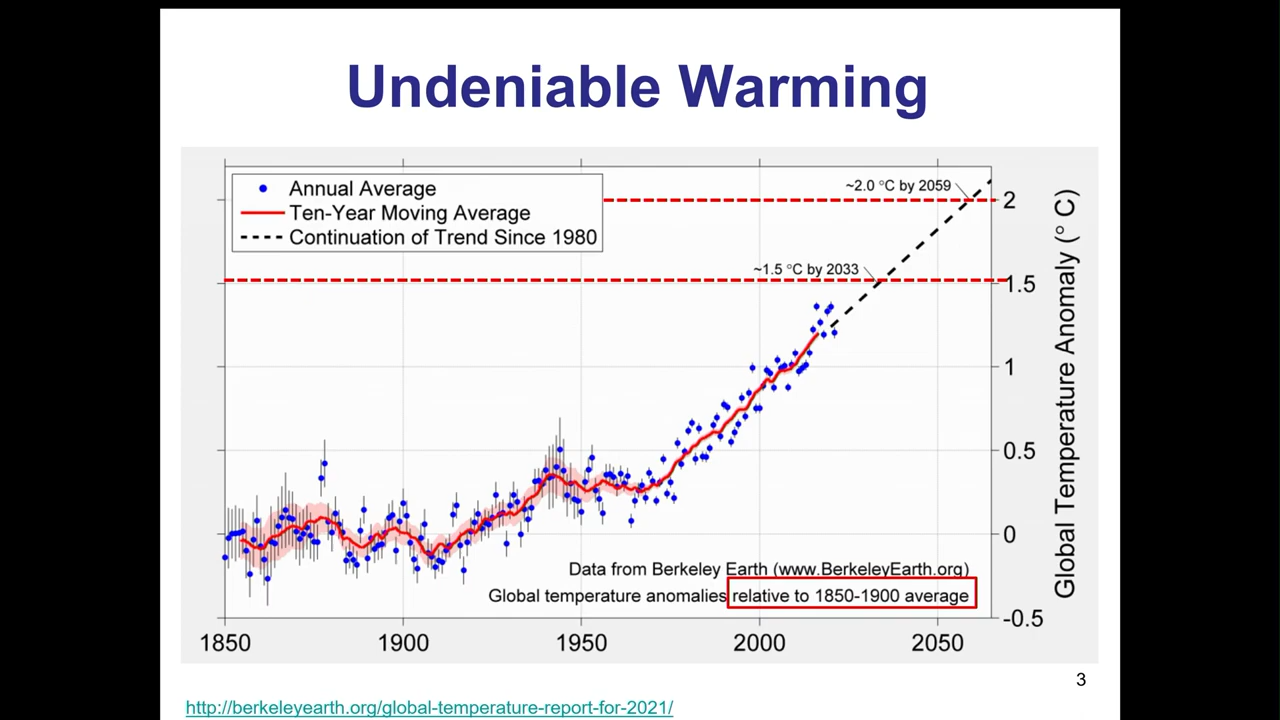 Undeniable Warming
Annual Average
Ten-Year Moving Average
Continuation of Trend Since 1980
~2.0 °C by 2059
~1.5 °C by 2033
2
1.5
1
0.5
0
-0.5
Global Temperature Anomaly (° C)
Data from Berkeley Earth (www.BerkeleyEarth.org)
Global temperature anomalies relative to 1850-1900 average
1850 1900 1950 2000 2050
3
http://berkeleyearth.org/global-temperature-report-for-2021/